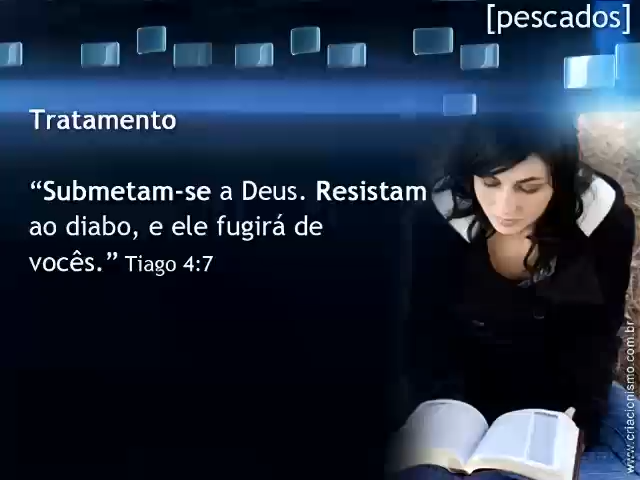 [pescados]
Tratamento
“Submetam-se a Deus. Resistam
ao diabo, e ele fugirá de
vocês.” Tiago 4:7
www.criacionismo.com.br